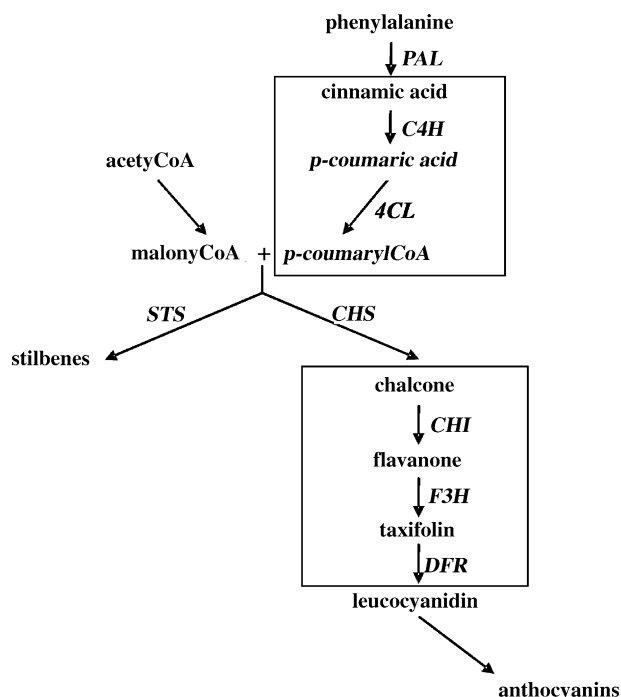 phenylalanine
PAL
cinnamic acid
C4H
acetyCoA
p-coumaric acid
4CL
malonyCoA + p-coumarylCoA
STS
CHS
stilbenes
chalcone
CHI
flavanone
F3H
taxifolin
DFR
leucocyanidin
anthocvanins